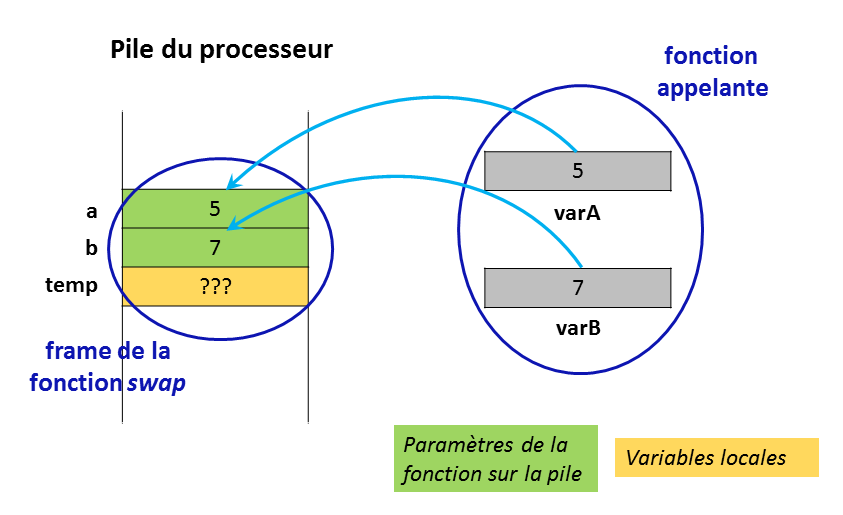 Pile du processeur
fonction
appelante
5
varA
a 5
b 7
temp ???
7
varB
frame de la
fonction swap
Paramètres de la
fonction sur la pile
Variables locales